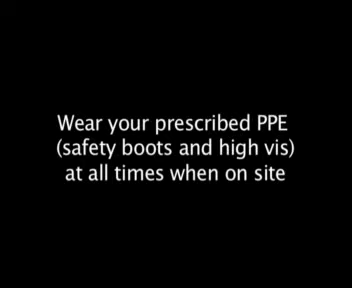 Wear your prescribed PPE
(safety boots and high vis)
at all times when on site